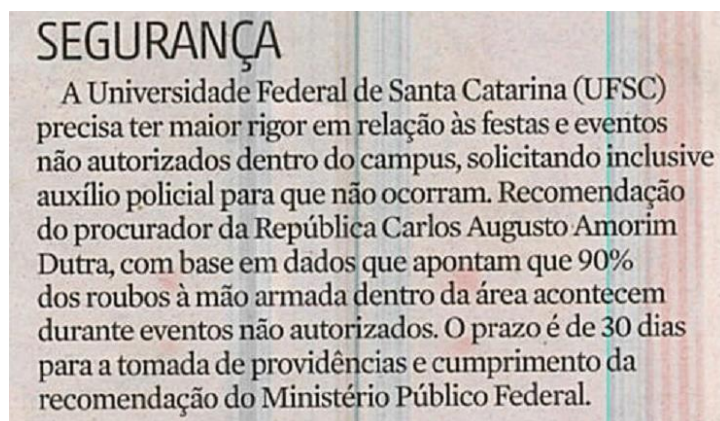 SEGURANÇA
A Universidade Federal de Santa Catarina (UFSC)
precisa ter maior rigor em relação às festas e eventos
não autorizados dentro do campus, solicitando inclusive
auxílio policial para que não ocorram. Recomendação
do procurador da República Carlos Augusto Amorim
Dutra, com base em dados que apontam que 90%
dos roubos à mão armada dentro da área acontecem
durante eventos não autorizados. O prazo é de 30 dias
para a tomada de providências e cumprimento da
recomendação do Ministério Público Federal.